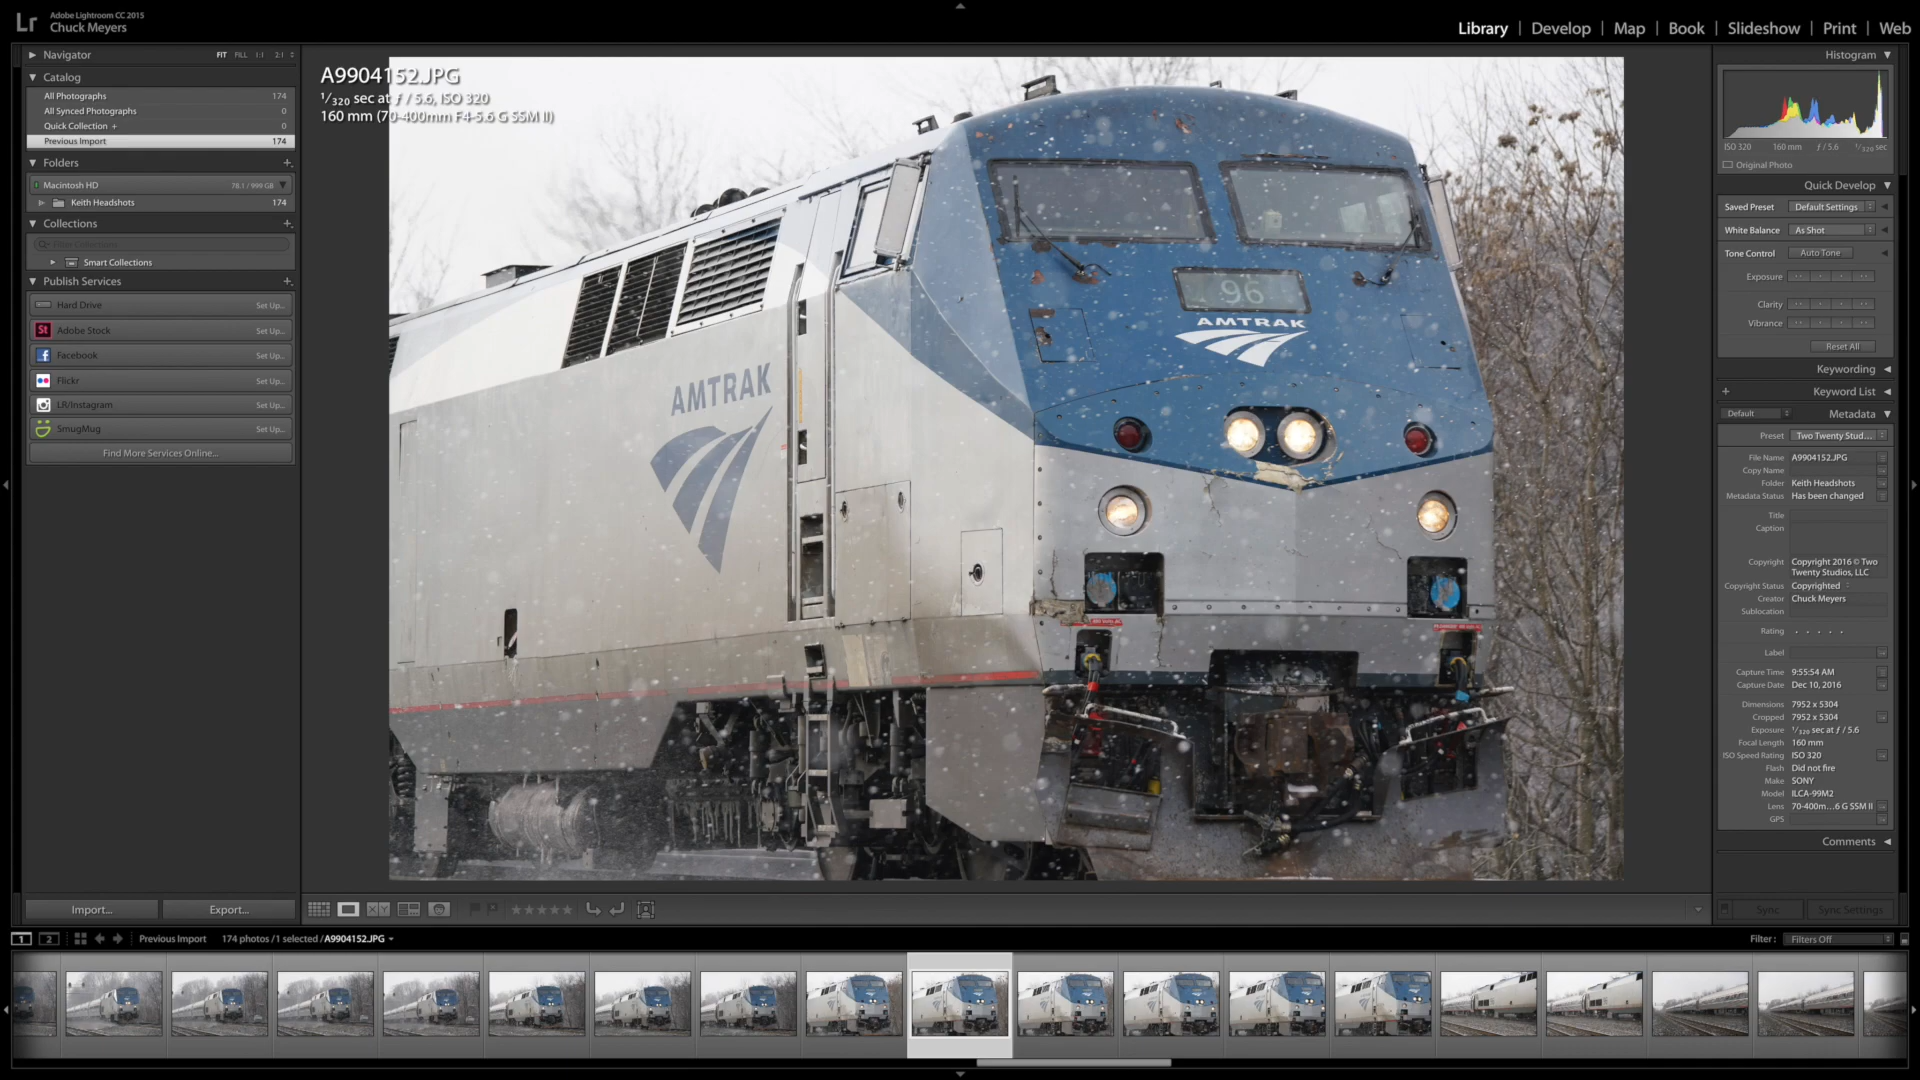 Lr
Adobe Lightroom CC 2015
Chuck Meyers
Library | Develop | Map | Book | Slideshow | Print | Web
Navigator
FIT FILL 1:1 2:1
Catalog
All Photographs 174
All Synced Photographs 0
Quick Collection + 0
Previous Import 174
Folders
Macintosh HD 78.1 / 999 GB
Keith Headshots 174
Collections
Filter Collections
Smart Collections
Publish Services
Hard Drive Set Up...
St Adobe Stock Set Up...
f Facebook Set Up...
Flickr Set Up...
LR/Instagram Set Up...
SmugMug Set Up...
Find More Services Online...
Import...
Export...
A9904152.JPG
1/320 sec at ƒ / 5.6, ISO 320
160 mm (70-400mm F4-5.6 G SSM II)
96
AMTRAK
AMTRAK
Histogram
ISO 320 160 mm ƒ / 5.6 1/320 sec
Original Photo
Quick Develop
Saved Preset Default Settings
White Balance As Shot
Tone Control Auto Tone
Exposure
Clarity
Vibrance
Reset All
Keywording
+ Keyword List
Default Metadata
Preset Two Twenty Stud...
File Name A9904152.JPG
Copy Name
Folder Keith Headshots
Metadata Status Has been changed
Title
Caption
Copyright Copyright 2016 © Two
Twenty Studios, LLC
Copyright Status Copyrighted
Creator Chuck Meyers
Sublocation
Rating
Label
Capture Time 9:55:54 AM
Capture Date Dec 10, 2016
Dimensions 7952 x 5304
Cropped 7952 x 5304
Exposure 1/320 sec at ƒ / 5.6
Focal Length 160 mm
ISO Speed Rating ISO 320
Flash Did not fire
Make SONY
Model ILCA-99M2
Lens 70-400m...6 G SSM II
GPS
Comments
Sync
Sync Settings
XY
1 2
Previous Import
174 photos /1 selected /A9904152.JPG
Filter : Filters Off